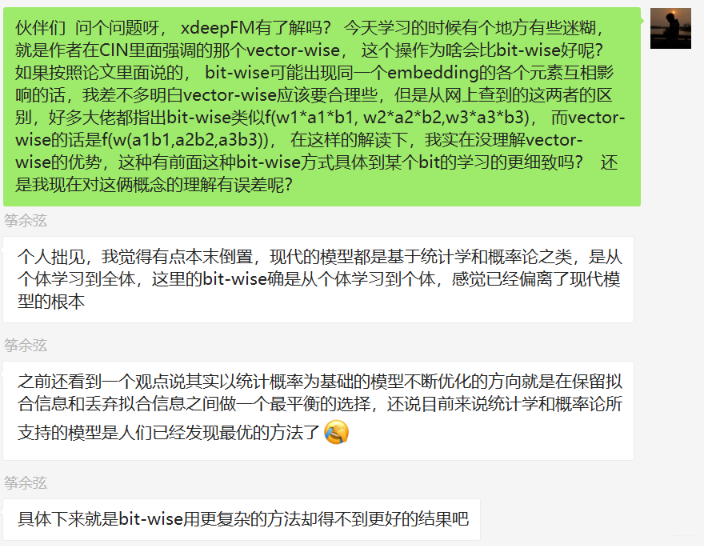 伙伴们  问个问题呀， xdeepFM有了解吗？ 今天学习的时候有个地方有些迷糊，
就是作者在CIN里面强调的那个vector-wise， 这个操作为啥会比bit-wise好呢？
如果按照论文里面说的， bit-wise可能出现同一个embedding的各个元素互相影
响的话，我差不多明白vector-wise应该要合理些，但是从网上查到的这两者的区
别，好多大佬都指出bit-wise类似f(w1*a1*b1, w2*a2*b2,w3*a3*b3)， 而vector-
wise的话是f(w(a1b1,a2b2,a3b3))， 在这样的解读下，我实在没理解vector-
wise的优势，这种有前面这种bit-wise方式具体到某个bit的学习的更细致吗？ 还
是我现在对这俩概念的理解有误差呢？
筝余弦
个人拙见，我觉得有点本末倒置，现代的模型都是基于统计学和概率论之类，是从
个体学习到全体，这里的bit-wise确是从个体学习到个体，感觉已经偏离了现代模
型的根本
筝余弦
之前还看到一个观点说其实以统计概率为基础的模型不断优化的方向就是在保留拟
合信息和丢弃拟合信息之间做一个最平衡的选择，还说目前来说统计学和概率论所
支持的模型是人们已经发现最优的方法了
筝余弦
具体下来就是bit-wise用更复杂的方法却得不到更好的结果吧